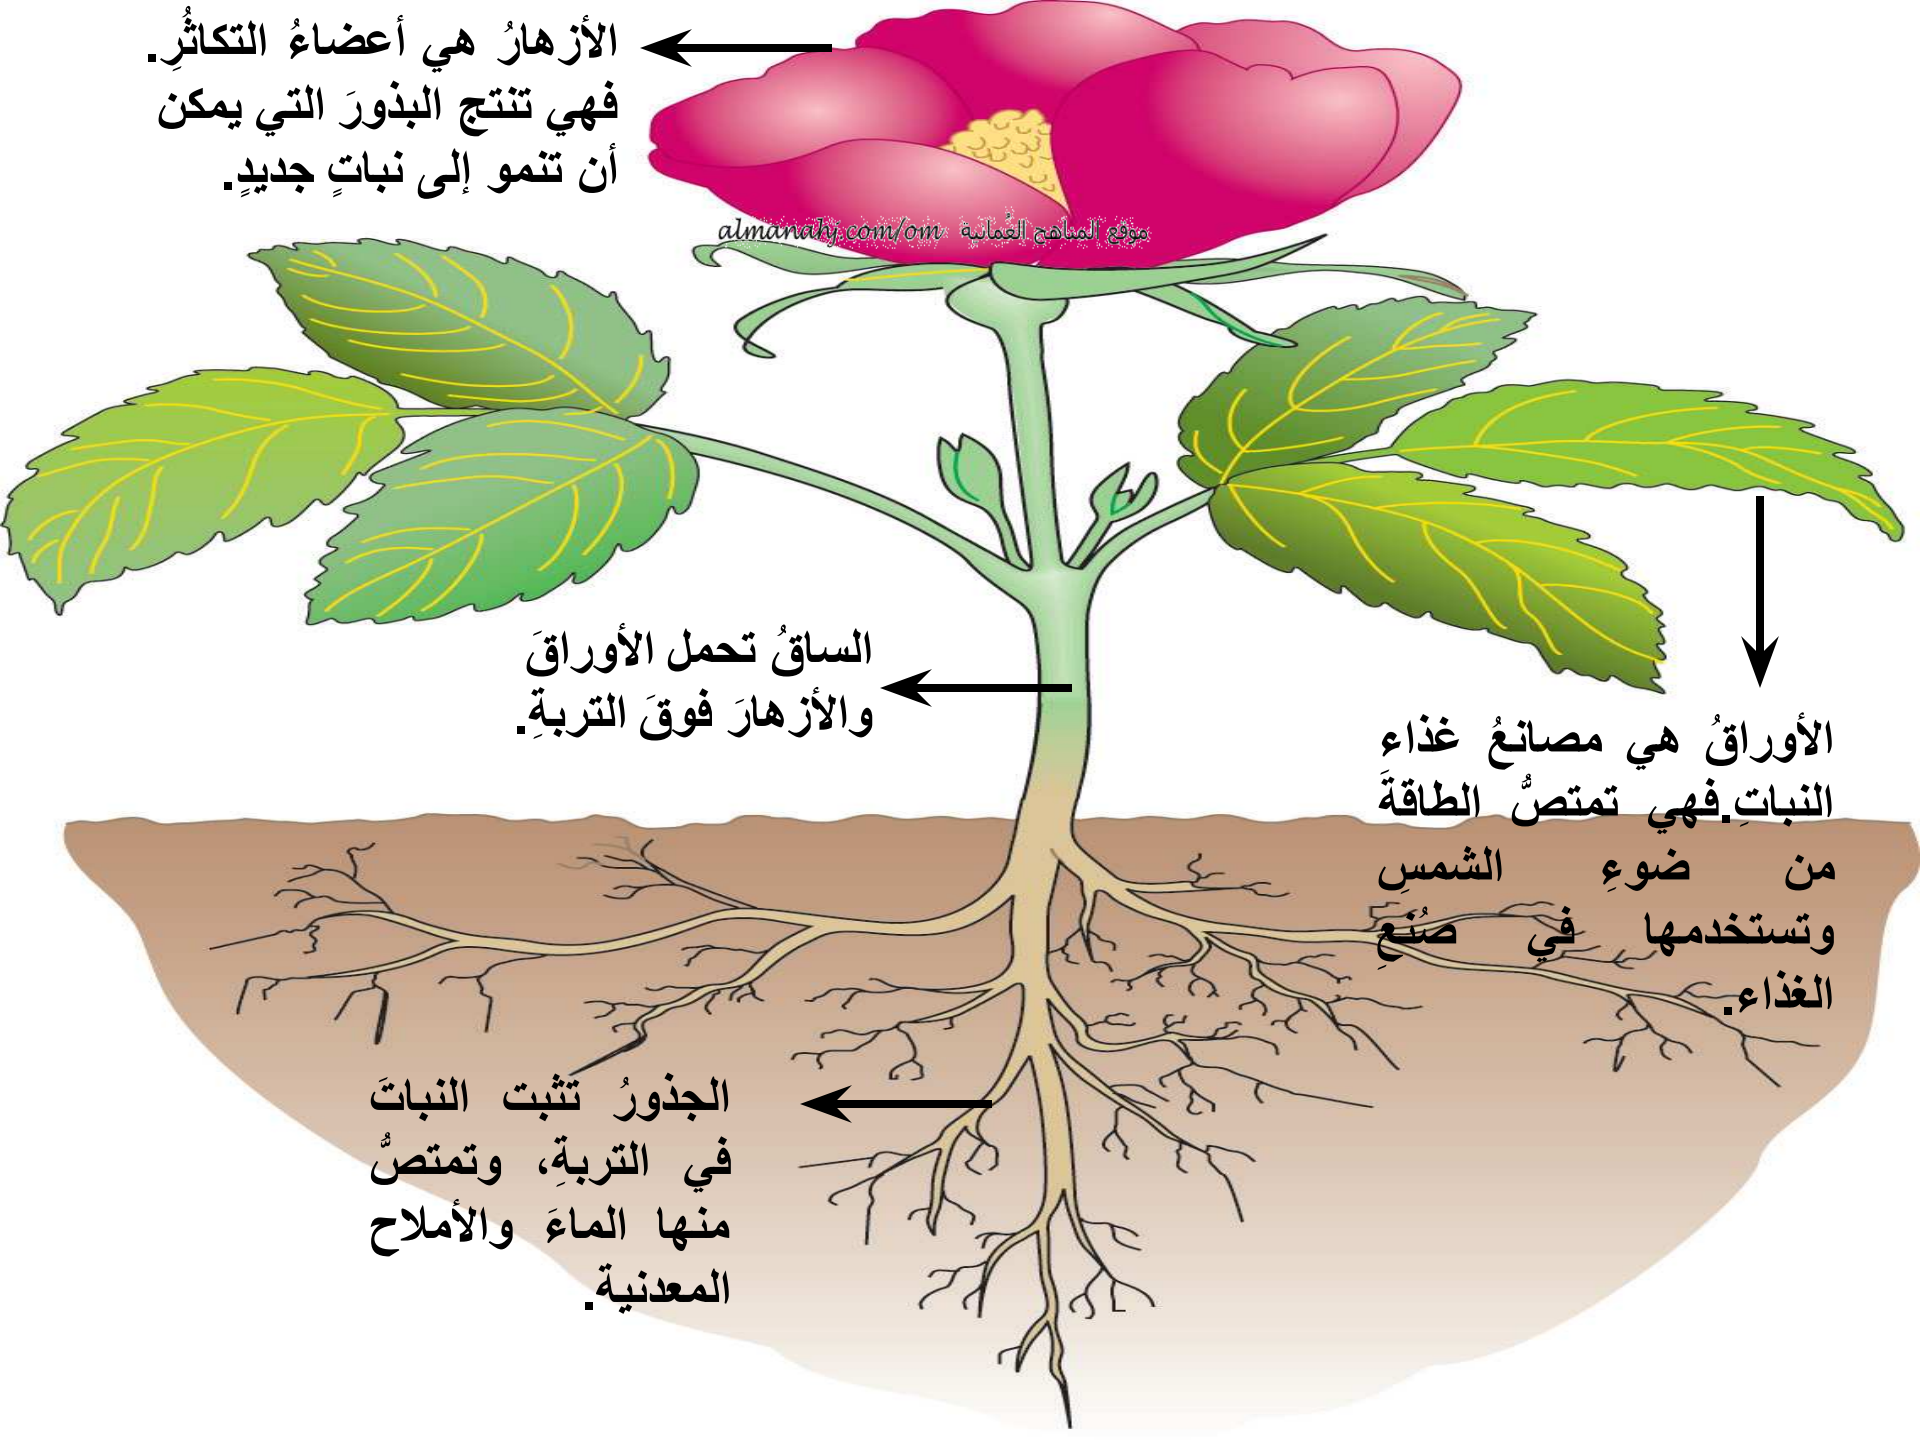 الأزهارُ هي أعضاءُ التكاثُرِ.
فهي تنتج البذورَ التي يمكن
أن تنمو إلى نباتٍ جديدٍ.
almanahj.com/om موقع المناهج العُمانية
الساقُ تحمل الأوراقَ
والأزهارَ فوقَ التربةِ.
الأوراقُ هي مصانعُ غذاء
النباتِ.فهي تمتصُّ الطاقةَ
من ضوءِ الشمسِ
وتستخدمها في صُنعِ
الغذاء.
الجذورُ تثبت النباتَ
في التربةِ، وتمتصُّ
منها الماءَ والأملاح
المعدنية.